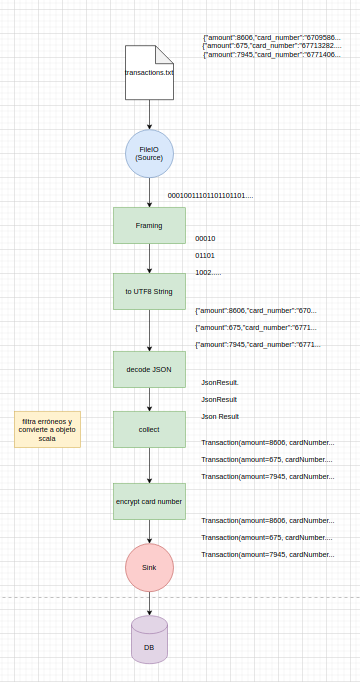 {"amount":8606,"card_number":"6709586...
{"amount":675,"card_number":"67713282....
{"amount":7945,"card_number":"6771406...
transactions.txt
FileIO
(Source)
00010011101101101101....
Framing
00010
01101
1002.....
to UTF8 String
{"amount":8606,"card_number":"670...
{"amount":675,"card_number":"6771...
{"amount":7945,"card_number":"6771...
decode JSON
JsonResult.
JsonResult
Json Result
filtra erróneos y
convierte a objeto
scala
collect
Transaction(amount=8606, cardNumber...
Transaction(amount=675, cardNumber....
Transaction(amount=7945, cardNumber...
encrypt card number
Transaction(amount=8606, cardNumber...
Transaction(amount=675, cardNumber....
Transaction(amount=7945, cardNumber...
Sink
DB